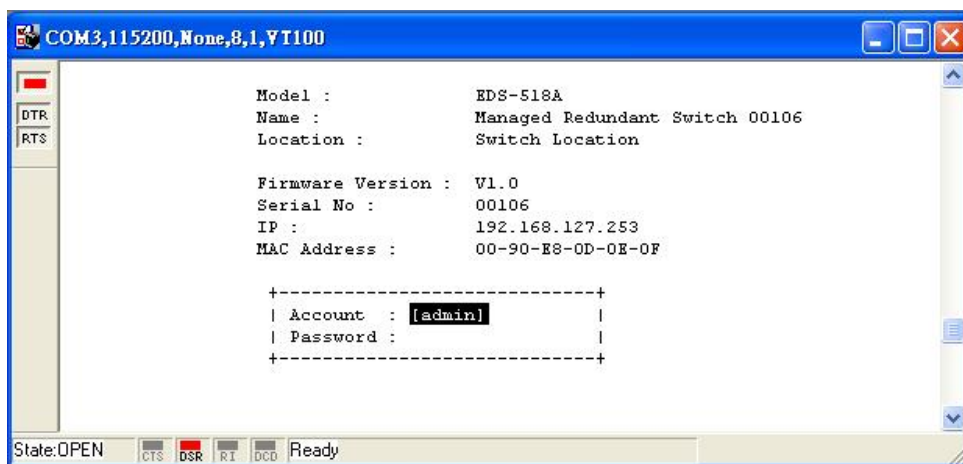 COM3,115200,None,8,1,VT100
DTR
RTS
Model : EDS-518A
Name : Managed Redundant Switch 00106
Location : Switch Location
Firmware Version : V1.0
Serial No : 00106
IP : 192.168.127.253
MAC Address : 00-90-E8-0D-0E-0F
+-----------------------------+
| Account : [admin] |
| Password : |
+-----------------------------+
State:OPEN CTS DSR RI DCD Ready